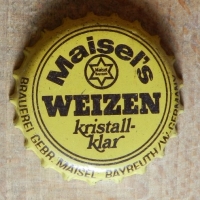 Maisel's
WEIZEN
kristall-
klar
BRAUEREI GEBR. MAISEL BAYREUTH/W-GERMANY